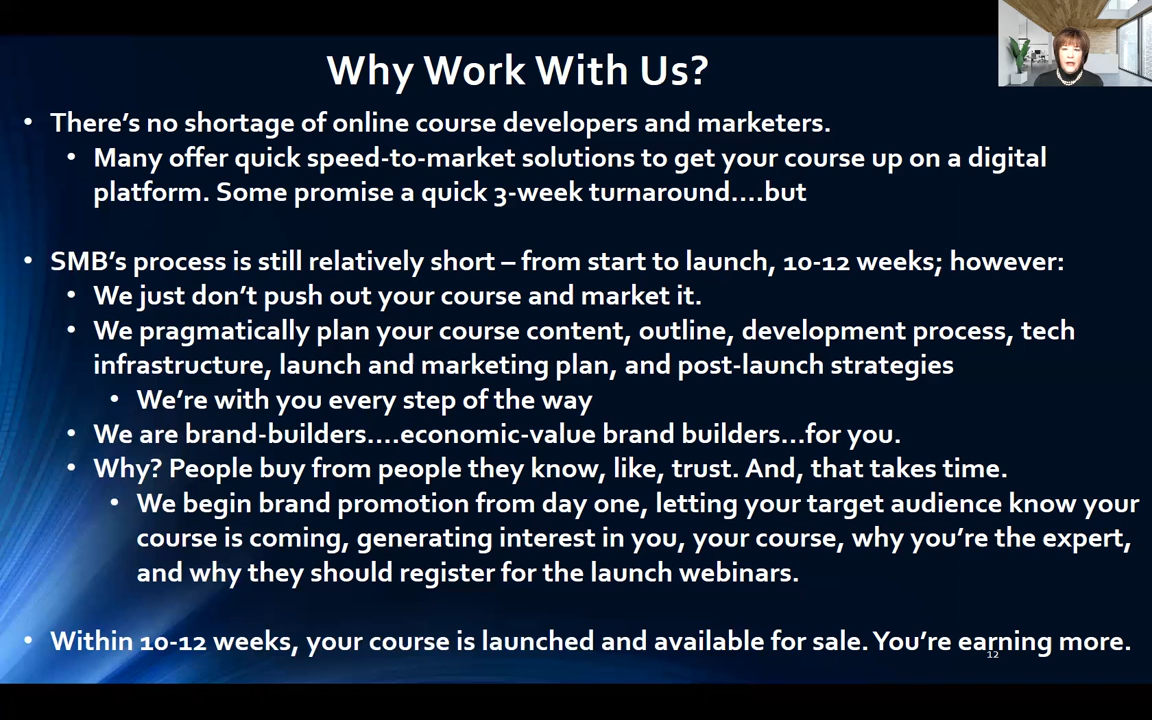 Why Work With Us?
• There's no shortage of online course developers and marketers.
• Many offer quick speed-to-market solutions to get your course up on a digital
platform. Some promise a quick 3-week turnaround....but
• SMB's process is still relatively short – from start to launch, 10-12 weeks; however:
• We just don't push out your course and market it.
• We pragmatically plan your course content, outline, development process, tech
infrastructure, launch and marketing plan, and post-launch strategies
• We're with you every step of the way
• We are brand-builders....economic-value brand builders...for you.
• Why? People buy from people they know, like, trust. And, that takes time.
• We begin brand promotion from day one, letting your target audience know your
course is coming, generating interest in you, your course, why you're the expert,
and why they should register for the launch webinars.
• Within 10-12 weeks, your course is launched and available for sale. You're earning more.
12